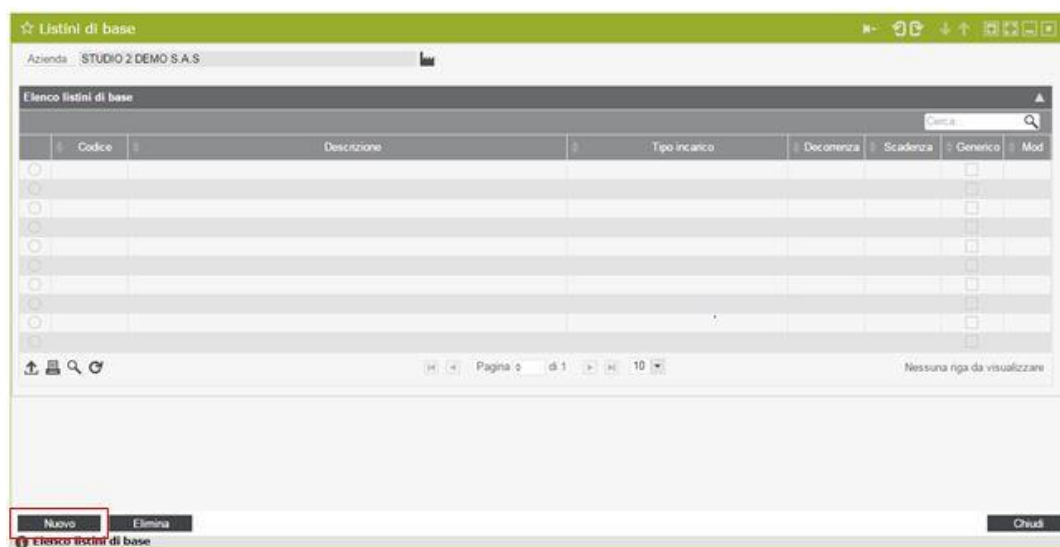 Listini di base
Azienda STUDIO 2 DEMO S.A.S
Elenco listini di base
Cerca...
Codice Descrizione Tipo incarico Decorrenza Scadenza Generico Mod
Pagina 0 di 1 10 Nessuna riga da visualizzare
Nuovo Elimina Chiudi
Elenco listini di base